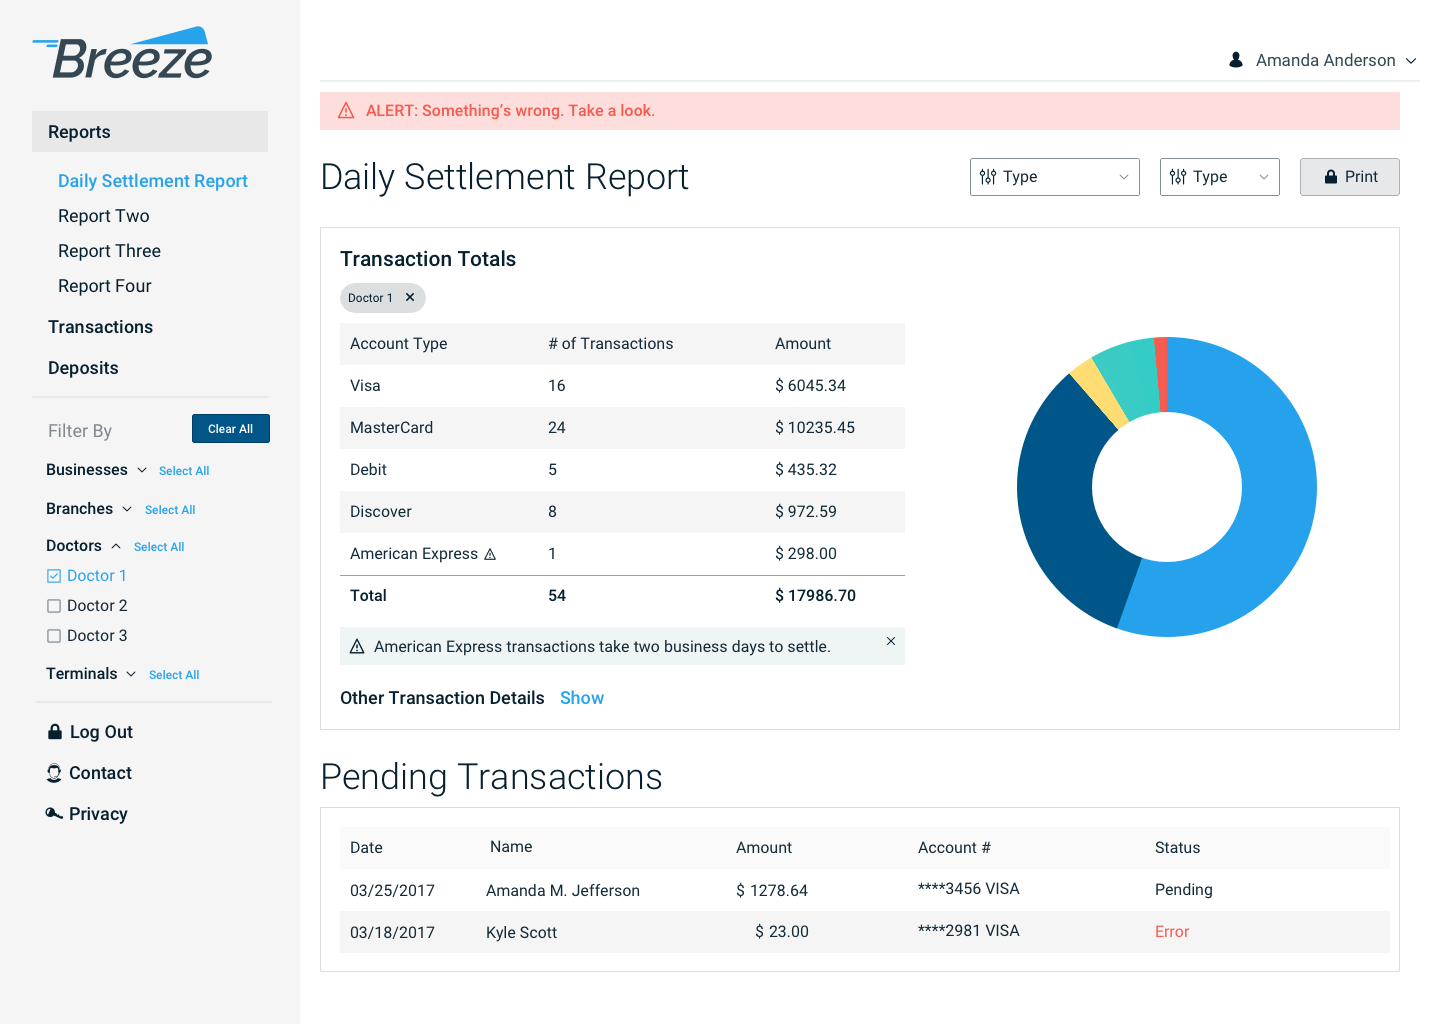 Breeze
Amanda Anderson
Reports
Daily Settlement Report
Report Two
Report Three
Report Four
Transactions
Deposits
Filter By
Clear All
Businesses Select All
Branches Select All
Doctors Select All
Doctor 1
Doctor 2
Doctor 3
Terminals Select All
Log Out
Contact
Privacy
ALERT: Something's wrong. Take a look.
Daily Settlement Report
Type
Type
Print
Transaction Totals
Doctor 1
Account Type # of Transactions Amount
Visa 16 $ 6045.34
MasterCard 24 $ 10235.45
Debit 5 $ 435.32
Discover 8 $ 972.59
American Express 1 $ 298.00
Total 54 $ 17986.70
American Express transactions take two business days to settle.
Other Transaction Details Show
Pending Transactions
Date Name Amount Account # Status
03/25/2017 Amanda M. Jefferson $ 1278.64 ****3456 VISA Pending
03/18/2017 Kyle Scott $ 23.00 ****2981 VISA Error